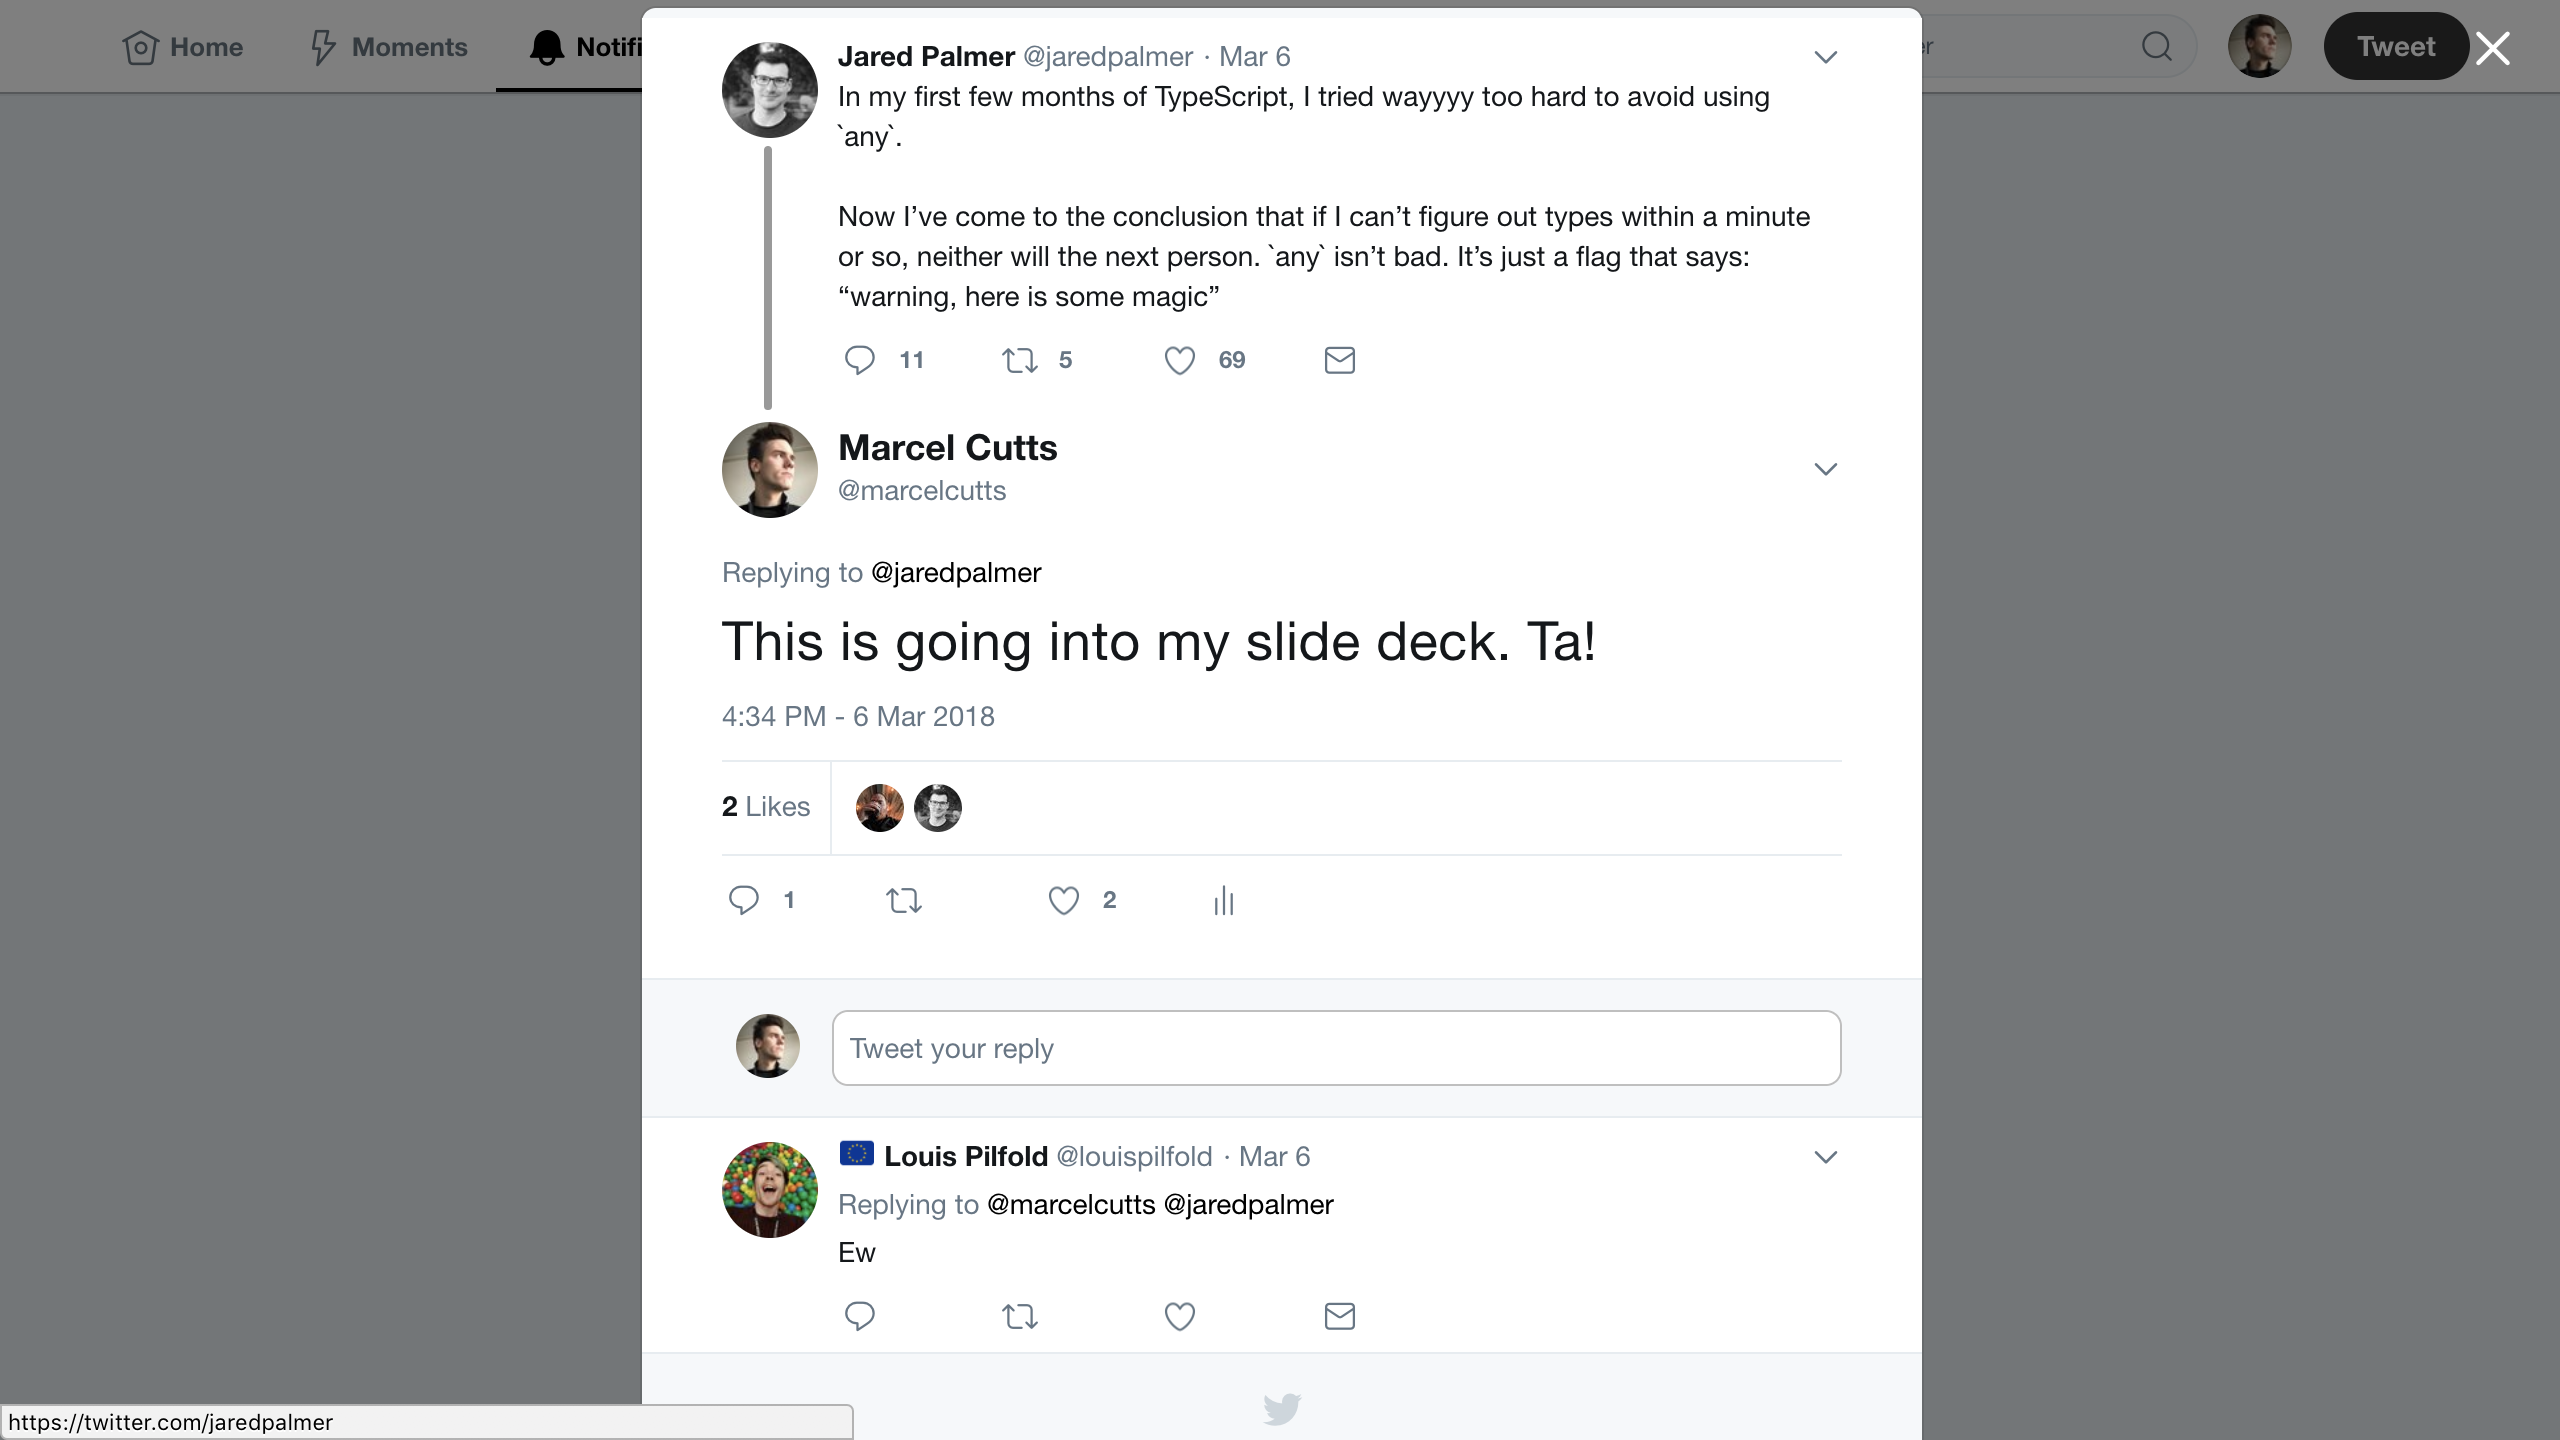 Home
Moments
Notifi
er
Tweet
Jared Palmer @jaredpalmer · Mar 6
In my first few months of TypeScript, I tried wayyyy too hard to avoid using
`any`.
Now I’ve come to the conclusion that if I can’t figure out types within a minute
or so, neither will the next person. `any` isn’t bad. It’s just a flag that says:
“warning, here is some magic”
11 5 69
Marcel Cutts
@marcelcutts
Replying to @jaredpalmer
This is going into my slide deck. Ta!
4:34 PM - 6 Mar 2018
2 Likes
1 2
Tweet your reply
Louis Pilfold @louispilfold · Mar 6
Replying to @marcelcutts @jaredpalmer
Ew
https://twitter.com/jaredpalmer